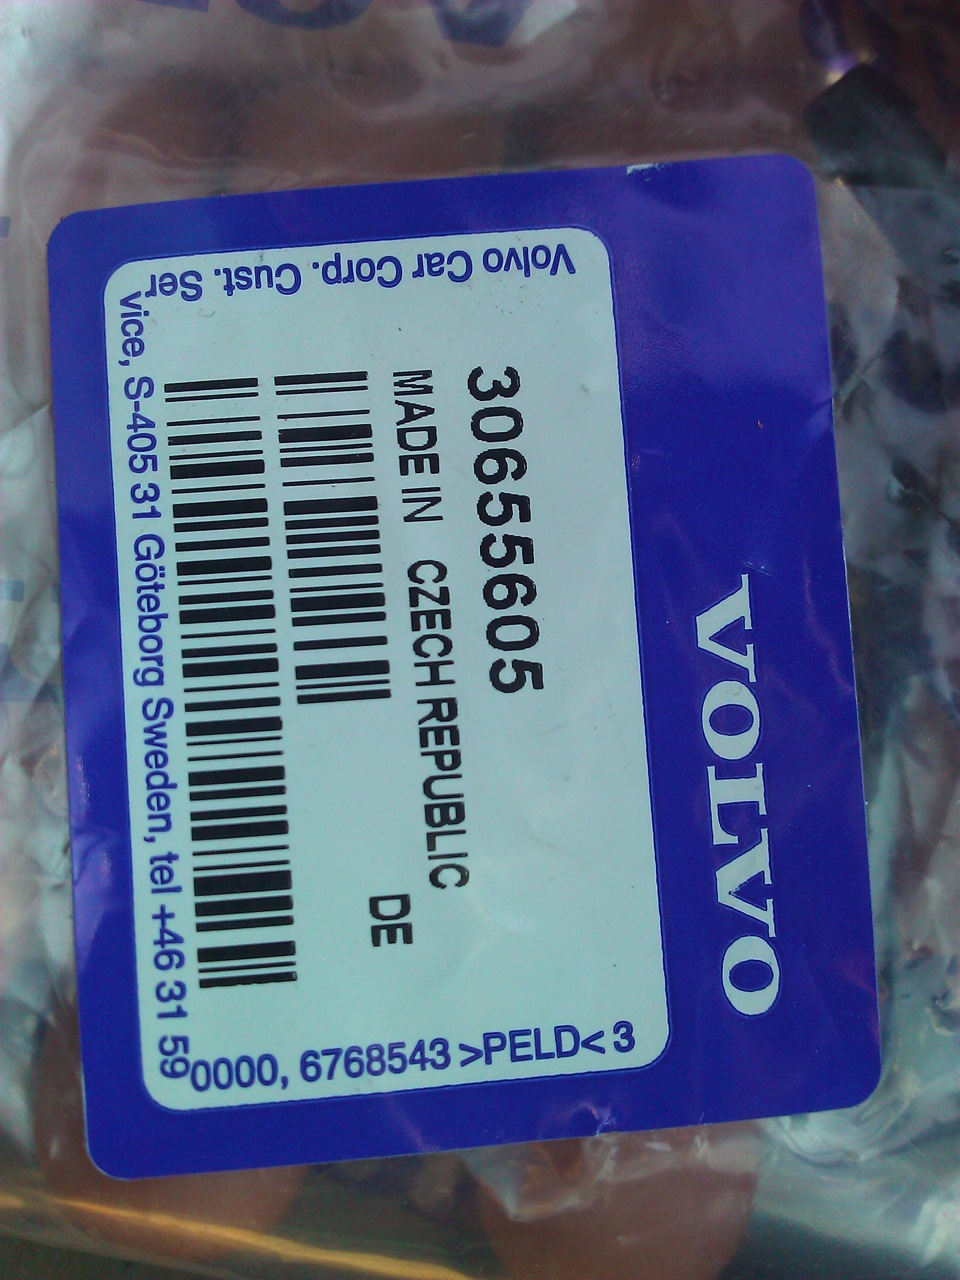 VOLVO
30655605
MADE IN CZECH REPUBLIC
DE
Volvo Car Corp. Cust. Ser
vice, S-405 31 Göteborg Sweden, tel +46 31 59
0000, 6768543 >PELD< 3